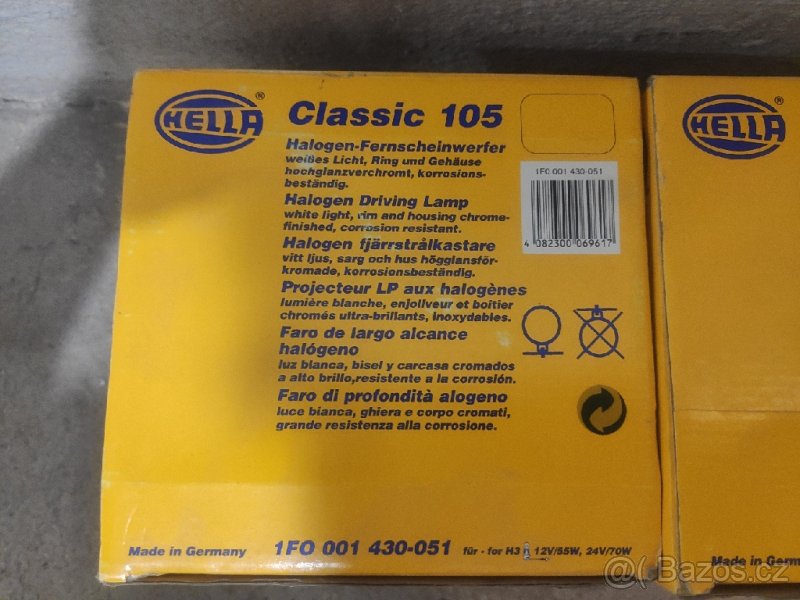 HELLA®
Classic 105
Halogen-Fernscheinwerfer
weißes Licht, Ring und Gehäuse
hochglanzverchromt, korrosions-
beständig.
Halogen Driving Lamp
white light, rim and housing chrome-
finished, corrosion resistant.
Halogen fjärrstrålkastare
vitt ljus, sarg och hus högglansför-
kromade, korrosionsbeständig.
Projecteur LP aux halogènes
lumière blanche, enjoliveur et boîtier
chromés ultra-brillants, inoxydables.
Faro de largo alcance
halógeno
luz blanca, bisel y carcasa cromados
a alto brillo,resistente a la corrosión.
Faro di profondità alogeno
luce bianca, ghiera e corpo cromati,
grande resistenza alla corrosione.
1F0 001 430-051
4 082300 069617
Made in Germany
1FO 001 430-051
für - for H3 12V/55W, 24V/70W
HELLA®
Made in German
@Bazos.cz